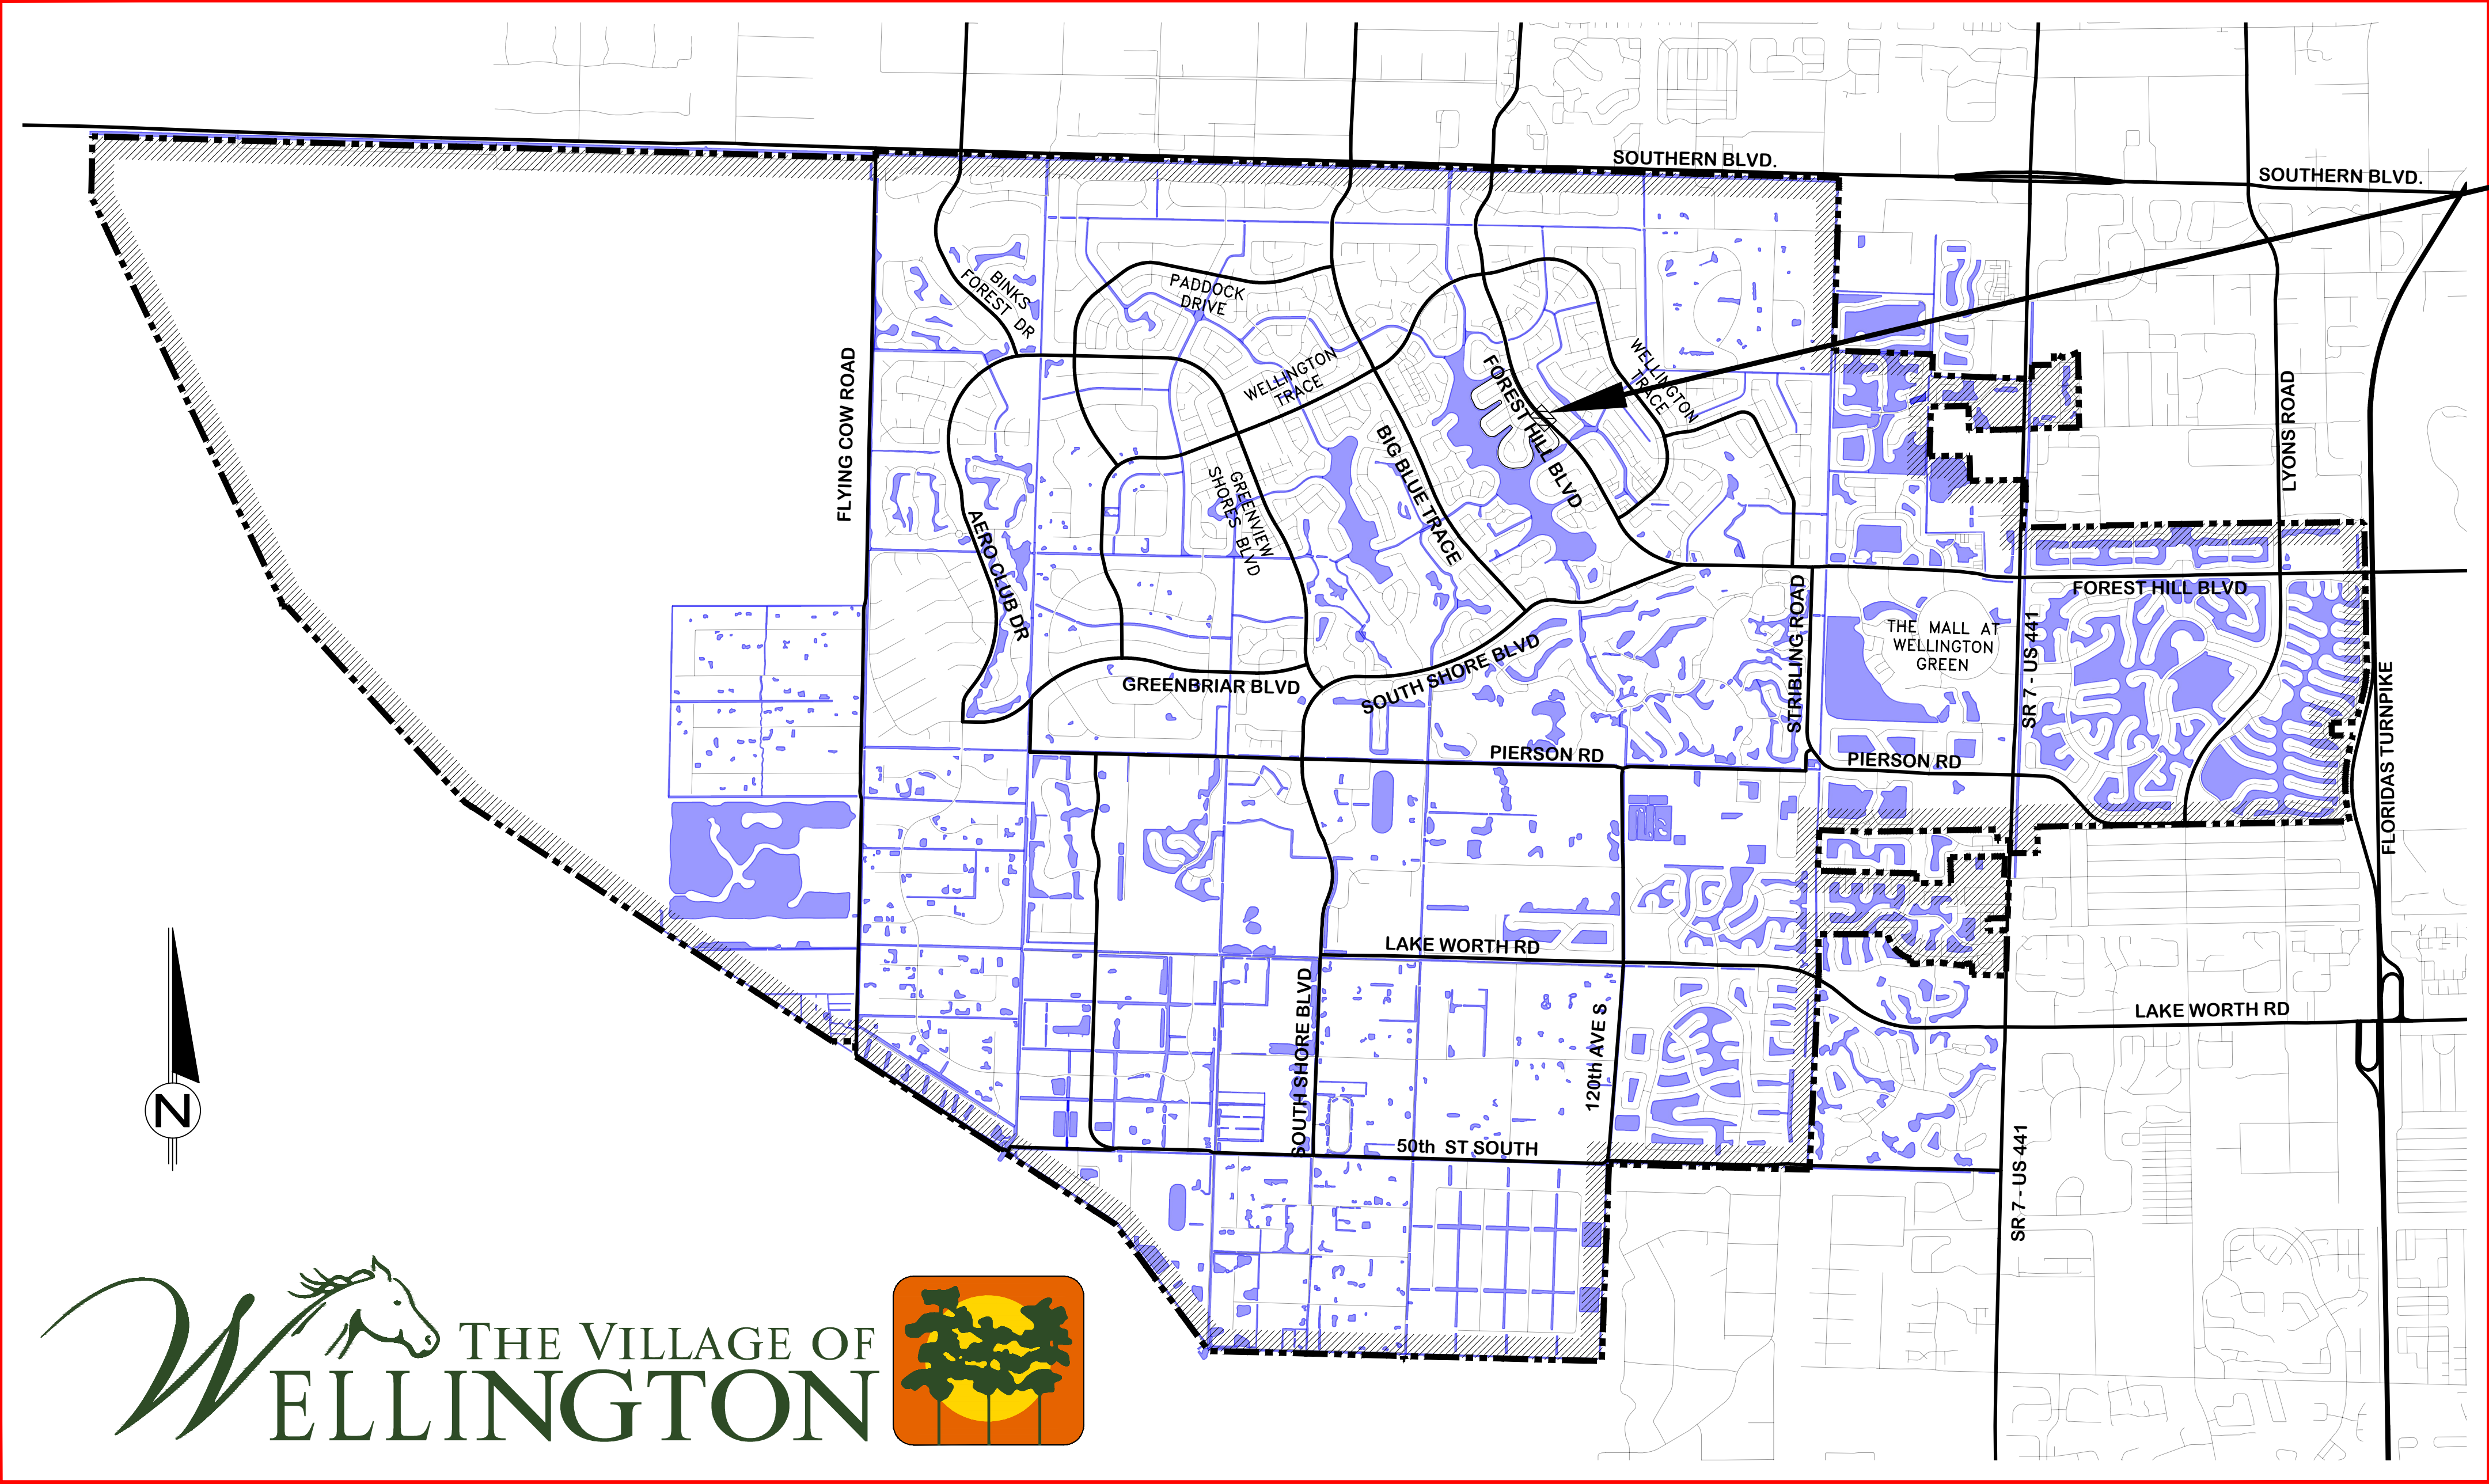 SOUTHERN BLVD.
SOUTHERN BLVD.
BINKS
FOREST DR
PADDOCK
DRIVE
WELLINGTON
TRACE
WELLINGTON
TRACE
FLYING COW ROAD
FOREST HILL BLVD
BIG BLUE TRACE
GREENVIEW
SHORES BLVD
AERO CLUB DR
LYONS ROAD
FOREST HILL BLVD
THE MALL AT
WELLINGTON
GREEN
STRIBLING ROAD
SR 7 - US 441
SOUTH SHORE BLVD
GREENBRIAR BLVD
PIERSON RD
PIERSON RD
FLORIDAS TURNPIKE
LAKE WORTH RD
SOUTH SHORE BLVD
120th AVE S
LAKE WORTH RD
50th ST SOUTH
SR 7 - US 441
N
THE VILLAGE OF
WELLINGTON